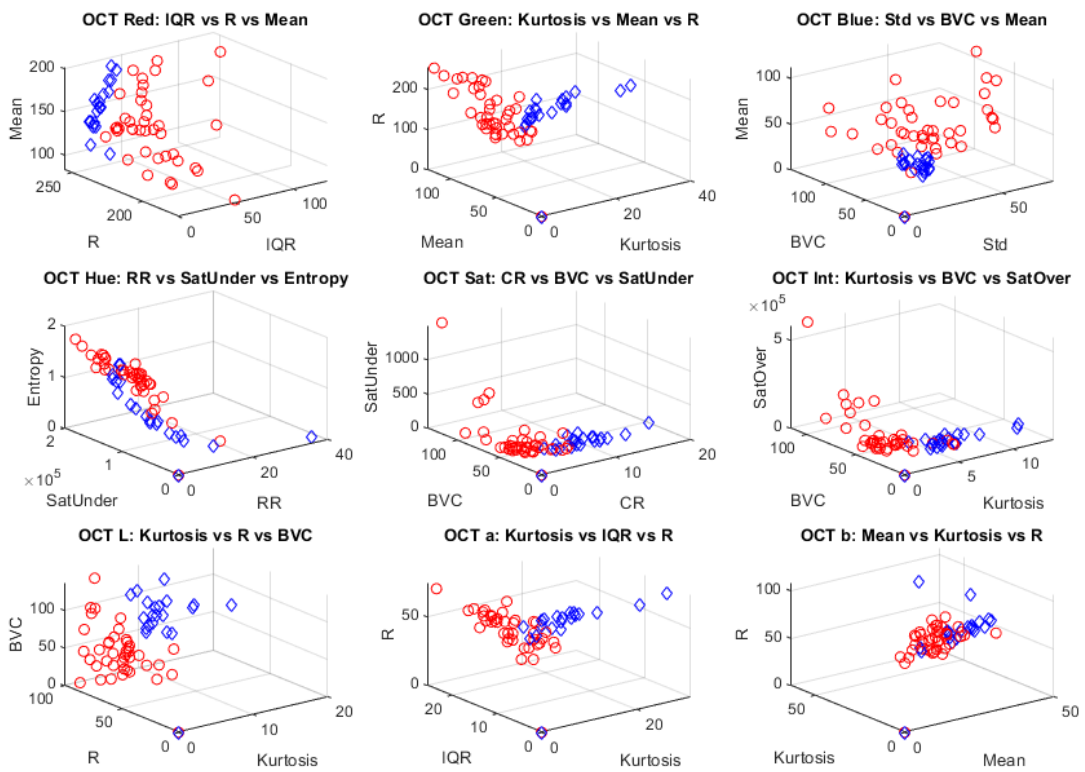 OCT Red: IQR vs R vs Mean
200
150
100
Mean
250
200
R
0
50
100
IQR
OCT Green: Kurtosis vs Mean vs R
200
100
0
R
100
50
0
Mean
0
20
40
Kurtosis
OCT Blue: Std vs BVC vs Mean
100
50
0
Mean
100
50
0
BVC
0
50
Std
OCT Hue: RR vs SatUnder vs Entropy
2
1
0
Entropy
2
1
0
×10^5
SatUnder
0
20
40
RR
OCT Sat: CR vs BVC vs SatUnder
1000
500
0
SatUnder
100
50
0
BVC
0
10
20
CR
OCT Int: Kurtosis vs BVC vs SatOver
×10^5
5
0
SatOver
100
50
0
BVC
0
5
10
Kurtosis
OCT L: Kurtosis vs R vs BVC
100
50
0
BVC
100
50
0
R
0
10
20
Kurtosis
OCT a: Kurtosis vs IQR vs R
50
0
R
20
10
0
IQR
0
20
Kurtosis
OCT b: Mean vs Kurtosis vs R
100
50
0
R
50
0
Kurtosis
0
50
Mean